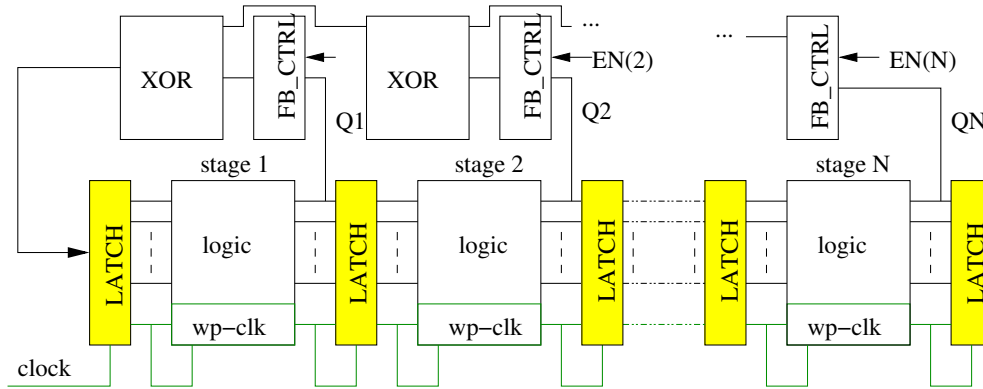 ...
...
XOR
FB_CTRL
XOR
FB_CTRL
EN(2)
FB_CTRL
EN(N)
Q1
Q2
QN
stage 1
stage 2
stage N
LATCH
logic
LATCH
logic
LATCH
LATCH
logic
LATCH
wp-clk
wp-clk
wp-clk
clock